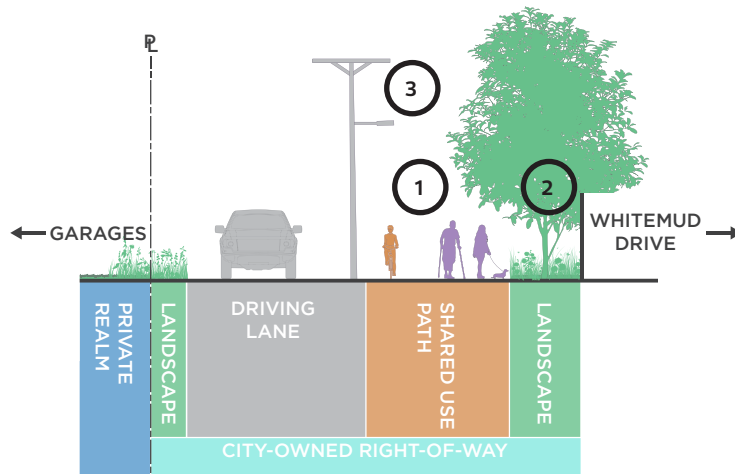 PL
3
1
2
GARAGES
WHITEMUD
DRIVE
PRIVATE
REALM
LANDSCAPE
DRIVING
LANE
SHARED USE
PATH
LANDSCAPE
CITY-OWNED RIGHT-OF-WAY